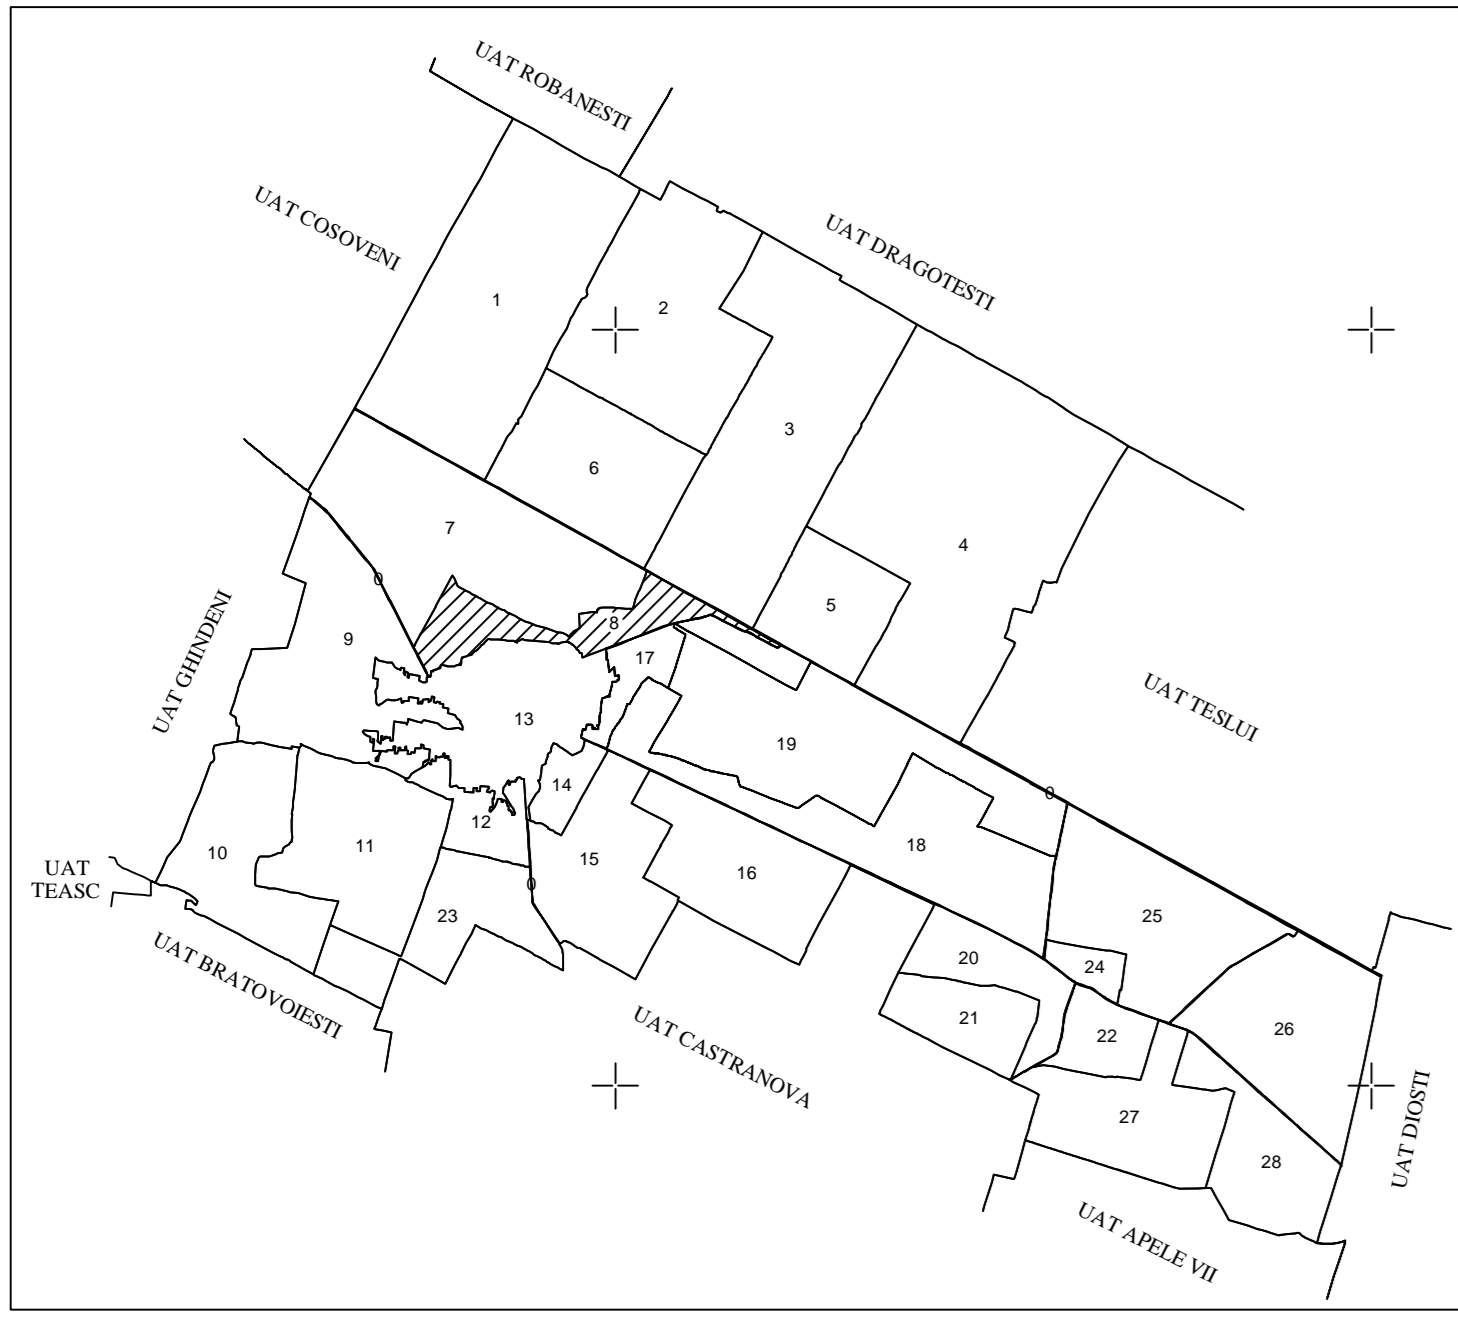 UAT ROBANESTI
UAT COSOVENI
UAT DRAGOTESTI
1
2
3
6
7
4
5
8
9
17
UAT GHINDENI
UAT TESLUI
13
19
14
0
0
12
18
11
10
15
16
UAT
TEASC
0
23
25
UAT BRATOVOIESTI
20
24
21
UAT CASTRANOVA
22
26
27
UAT DIOSTI
28
UAT APELE VII